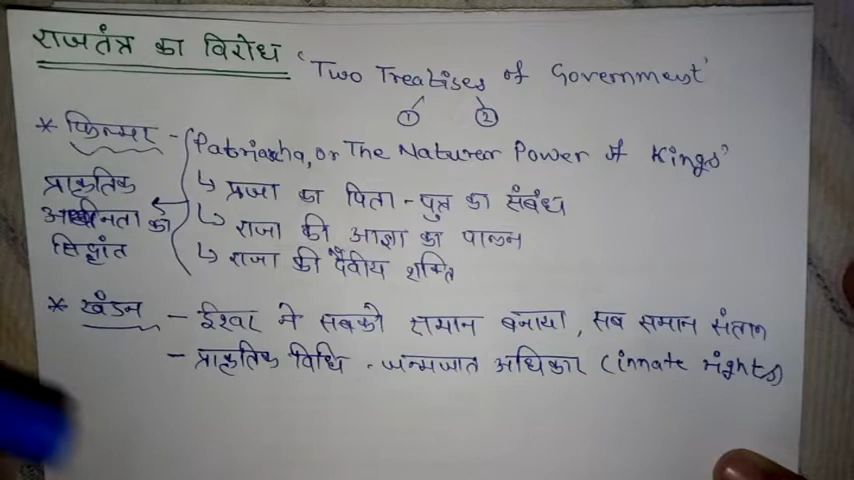 राजतंत्र का विरोध
'Two Treatises of Government'
① ②
* फिल्मर - 'Patriarcha, or The Naturer Power of Kings'
प्राकृतिक अधीनता का सिद्धांत
↳ प्रजा का पिता - पुत्र का संबंध
↳ राजा की आज्ञा का पालन
↳ राजा की दैवीय शक्ति
* खंडन - ईश्वर ने सबको समान बनाया, सब समान संतान
- प्राकृतिक विधि - जन्मजात अधिकार (innate rights)